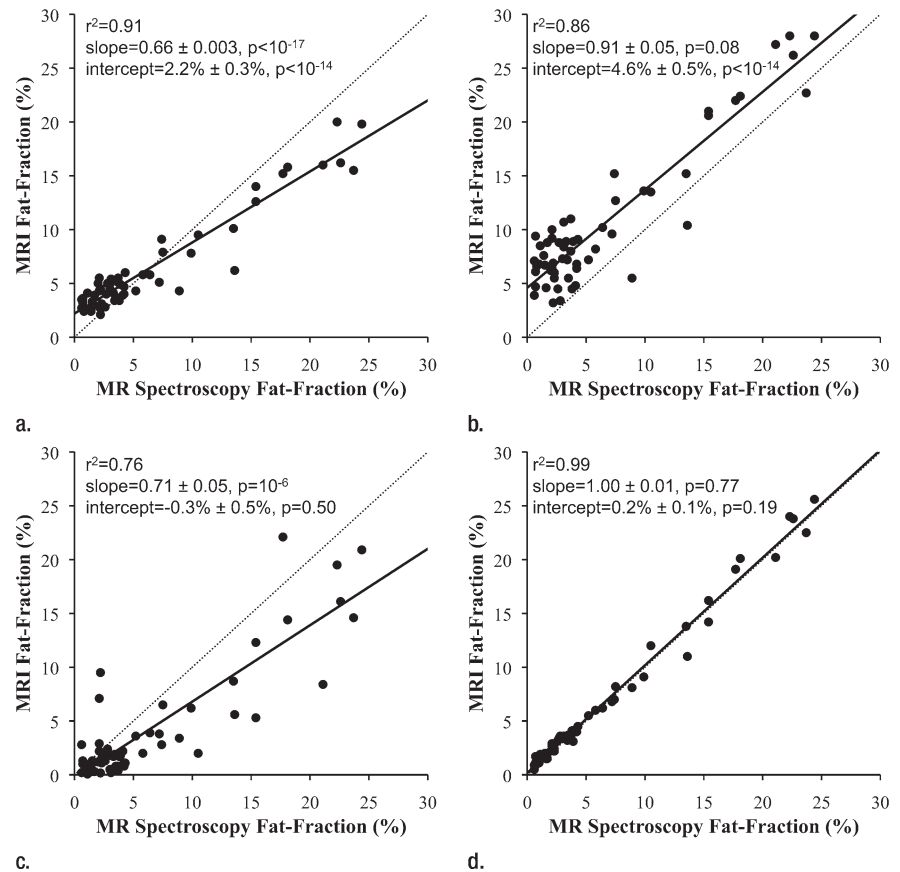 r²=0.91
slope=0.66 ± 0.003, p<10⁻¹⁷
intercept=2.2% ± 0.3%, p<10⁻¹⁴
MRI Fat-Fraction (%)
30
25
20
15
10
5
0
0 5 10 15 20 25 30
MR Spectroscopy Fat-Fraction (%)
a.
r²=0.86
slope=0.91 ± 0.05, p=0.08
intercept=4.6% ± 0.5%, p<10⁻¹⁴
MRI Fat-Fraction (%)
30
25
20
15
10
5
0
0 5 10 15 20 25 30
MR Spectroscopy Fat-Fraction (%)
b.
r²=0.76
slope=0.71 ± 0.05, p=10⁻⁶
intercept=-0.3% ± 0.5%, p=0.50
MRI Fat-Fraction (%)
30
25
20
15
10
5
0
0 5 10 15 20 25 30
MR Spectroscopy Fat-Fraction (%)
c.
r²=0.99
slope=1.00 ± 0.01, p=0.77
intercept=0.2% ± 0.1%, p=0.19
MRI Fat-Fraction (%)
30
25
20
15
10
5
0
0 5 10 15 20 25 30
MR Spectroscopy Fat-Fraction (%)
d.